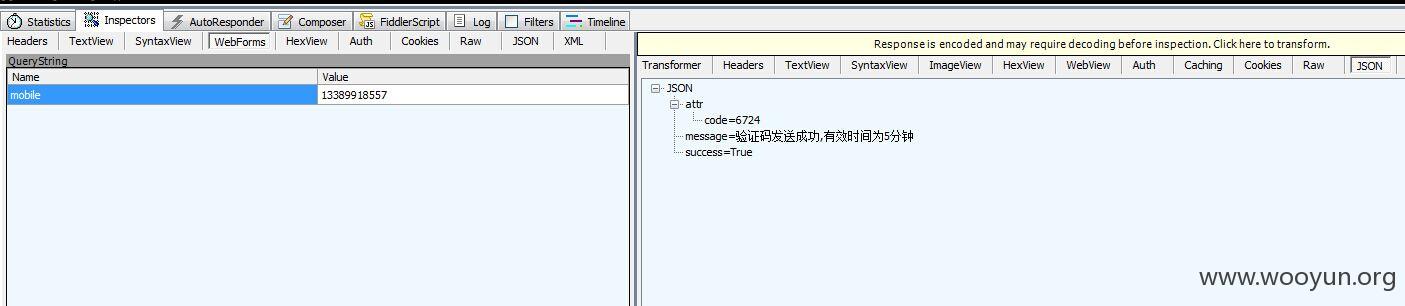 Statistics Inspectors AutoResponder Composer FiddlerScript Log Filters Timeline
Headers TextView SyntaxView WebForms HexView Auth Cookies Raw JSON XML
QueryString
Name Value
mobile 13389918557
Response is encoded and may require decoding before inspection. Click here to transform.
Transformer Headers TextView SyntaxView ImageView HexView WebView Auth Caching Cookies Raw JSON
JSON
attr
code=6724
message=验证码发送成功,有效时间为5分钟
success=True
www.wooyun.org